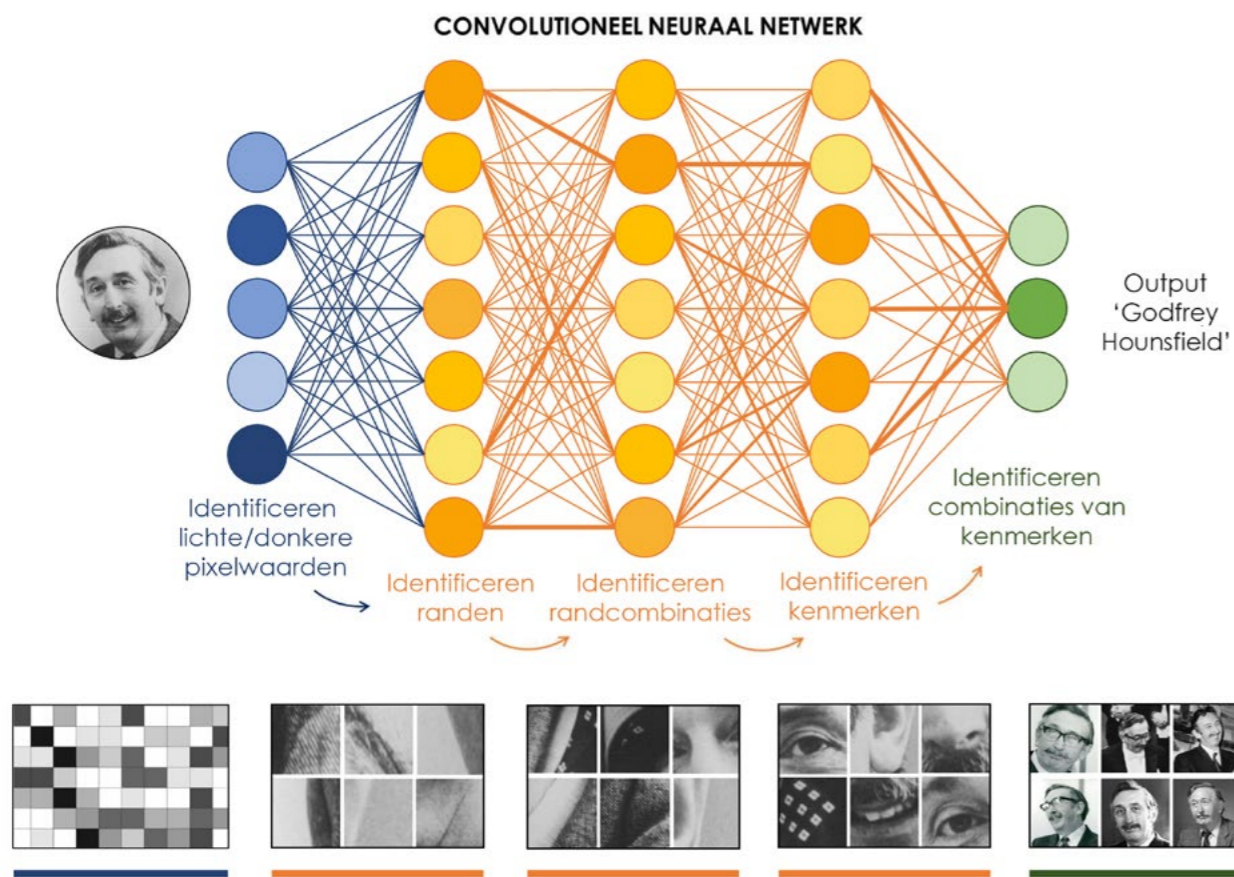 CONVOLUTIONEEL NEURAAL NETWERK
Output
‘Godfrey
Hounsfield’
Identificeren
lichte/donkere
pixelwaarden
Identificeren
randen
Identificeren
randcombinaties
Identificeren
kenmerken
Identificeren
combinaties van
kenmerken